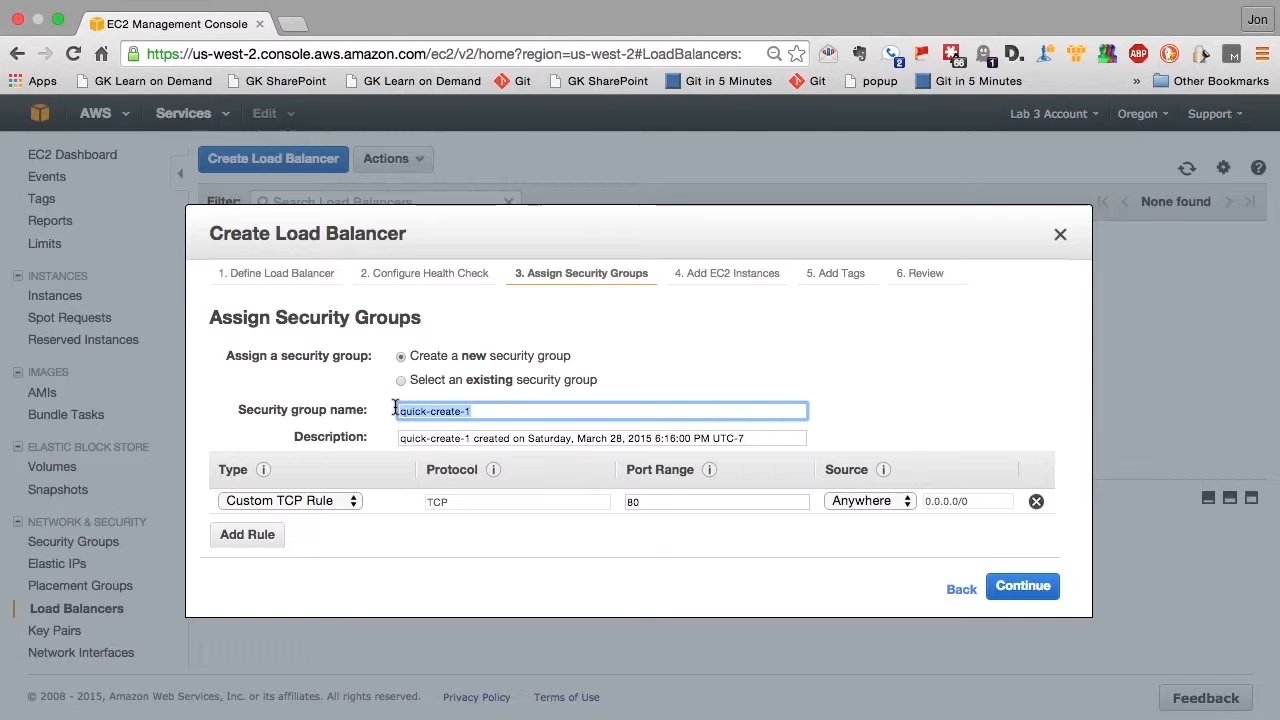 EC2 Management Console
Jon
https://us-west-2.console.aws.amazon.com/ec2/v2/home?region=us-west-2#LoadBalancers:
2 66 1 D. ABP M
Apps GK Learn on Demand GK SharePoint GK Learn on Demand Git GK SharePoint Git in 5 Minutes Git popup Git in 5 Minutes » Other Bookmarks
AWS Services Edit Lab 3 Account Oregon Support
EC2 Dashboard
Events
Tags
Reports
Limits
INSTANCES
Instances
Spot Requests
Reserved Instances
IMAGES
AMIs
Bundle Tasks
ELASTIC BLOCK STORE
Volumes
Snapshots
NETWORK & SECURITY
Security Groups
Elastic IPs
Placement Groups
Load Balancers
Key Pairs
Network Interfaces
Create Load Balancer Actions
Filter: Search Load Balancers None found
Create Load Balancer
1. Define Load Balancer 2. Configure Health Check 3. Assign Security Groups 4. Add EC2 Instances 5. Add Tags 6. Review
Assign Security Groups
Assign a security group: Create a new security group
Select an existing security group
Security group name: quick-create-1
Description: quick-create-1 created on Saturday, March 28, 2015 6:16:00 PM UTC-7
Type Protocol Port Range Source
Custom TCP Rule TCP 80 Anywhere 0.0.0.0/0
Add Rule
Back Continue
© 2008 - 2015, Amazon Web Services, Inc. or its affiliates. All rights reserved. Privacy Policy Terms of Use Feedback